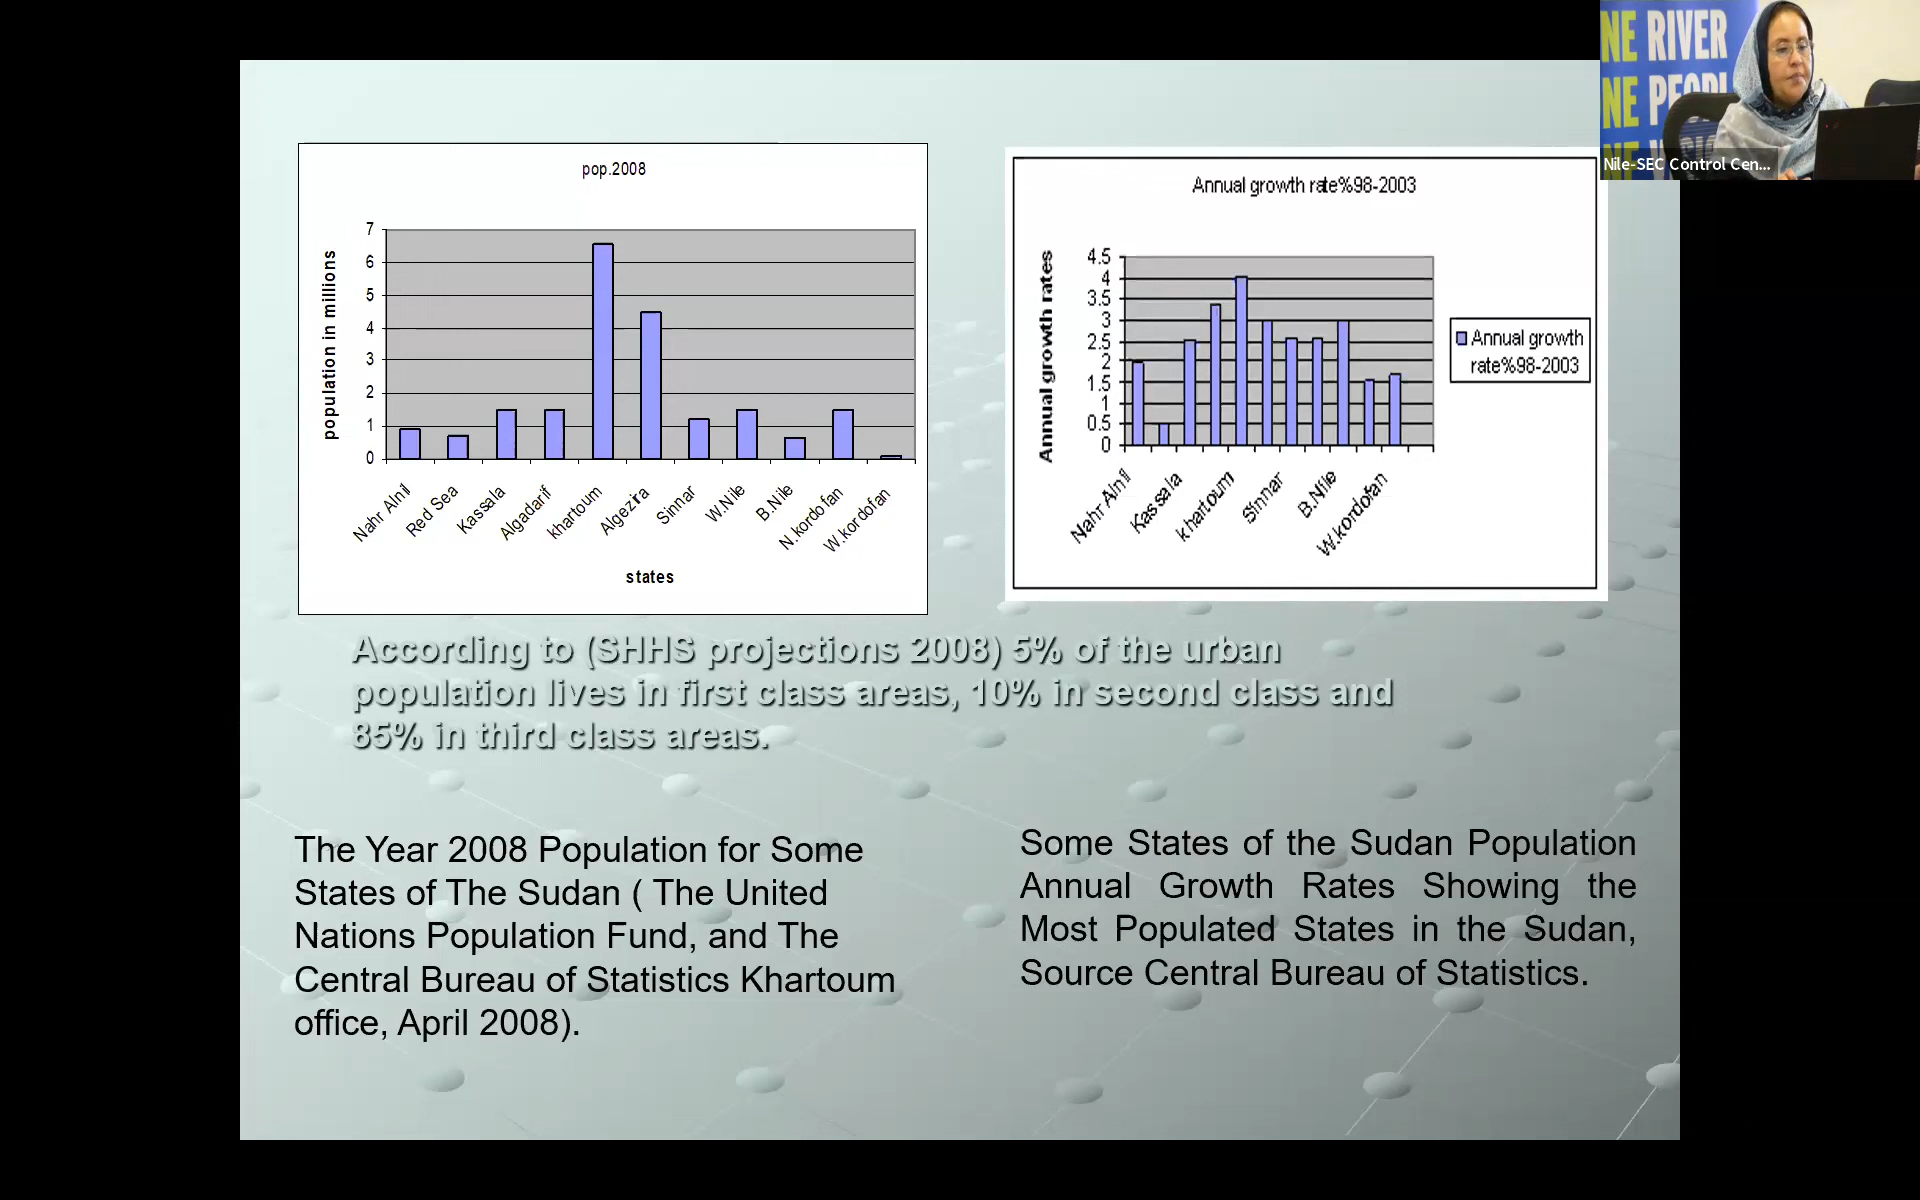 NE RIVER
NE PEOPL
NE
Nile-SEC Control Cen...
pop.2008
population in millions
7
6
5
4
3
2
1
0
Nahr Alnil
Red Sea
Kassala
Algadarif
khartoum
Algezira
Sinnar
W.Nile
B.Nile
N.kordofan
W.kordofan
states
Annual growth rate%98-2003
Annual growth rates
4.5
4
3.5
3
2.5
2
1.5
1
0.5
0
Nahr Alnil
Kassala
khartoum
Sinnar
B.Nile
W.kordofan
Annual growth
rate%98-2003
According to (SHHS projections 2008) 5% of the urban
population lives in first class areas, 10% in second class and
85% in third class areas.
The Year 2008 Population for Some
States of The Sudan ( The United
Nations Population Fund, and The
Central Bureau of Statistics Khartoum
office, April 2008).
Some States of the Sudan Population
Annual Growth Rates Showing the
Most Populated States in the Sudan,
Source Central Bureau of Statistics.